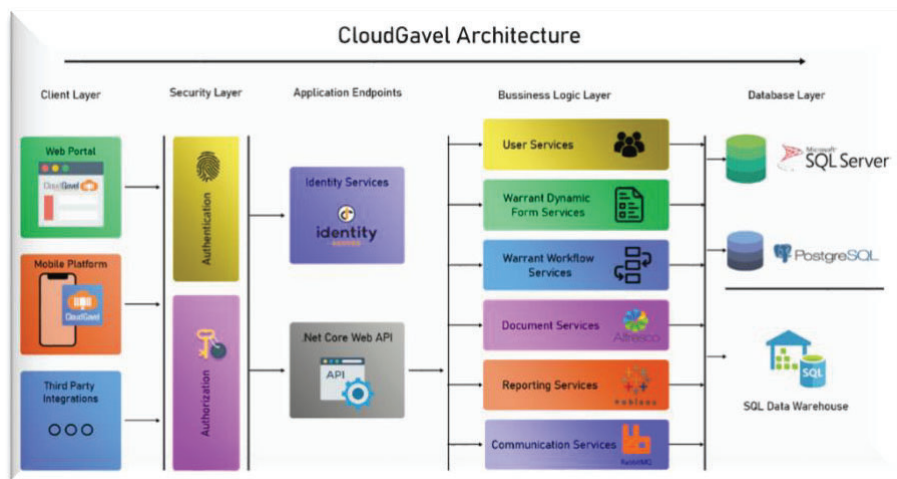 CloudGavel Architecture
Client Layer
Security Layer
Application Endpoints
Bussiness Logic Layer
Database Layer
Web Portal
CloudGavel
Mobile Platform
CloudGavel
Third Party
Integrations
Authentication
Authorization
Identity Services
identity
.Net Core Web API
API
User Services
Warrant Dynamic
Form Services
Warrant Workflow
Services
Document Services
Alfresco
Reporting Services
tableau
Communication Services
RabbitMQ
Microsoft
SQL Server
PostgreSQL
SQL
SQL Data Warehouse